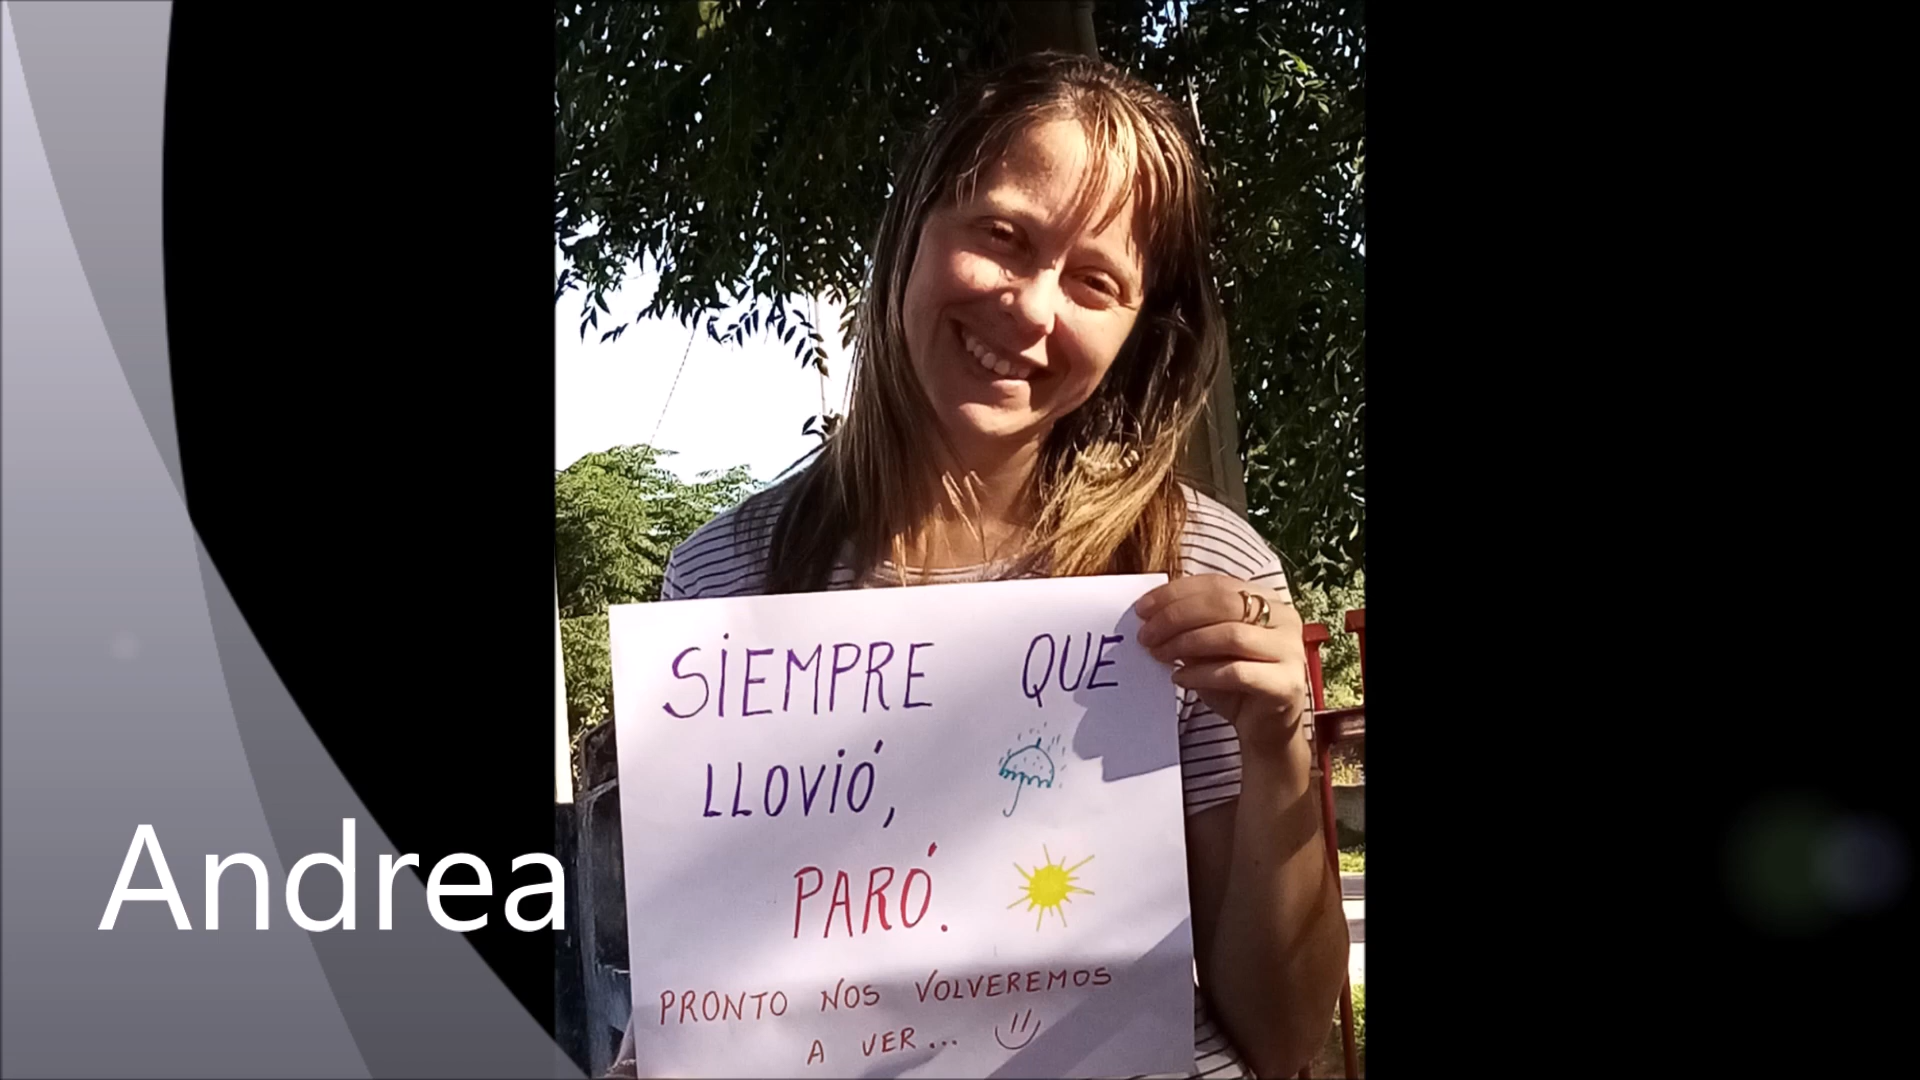 SiEMPRE QUE
LLOViÓ,
PARÓ.
PRONTO NOS VOLVEREMOS
A VER...
Andrea